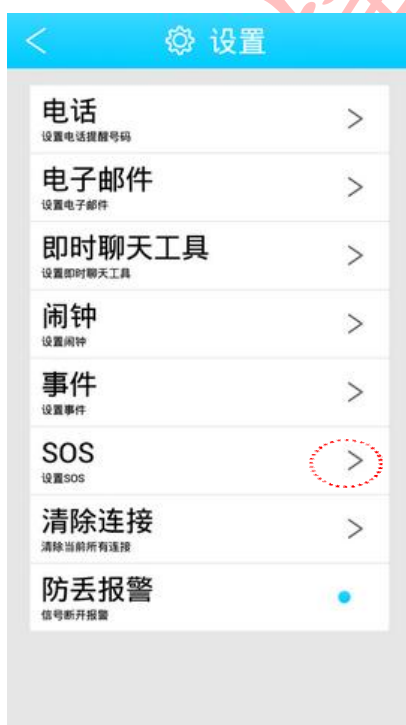 设置
电话
设置电话提醒号码
电子邮件
设置电子邮件
即时聊天工具
设置即时聊天工具
闹钟
设置闹钟
事件
设置事件
SOS
设置SOS
清除连接
清除当前所有连接
防丢报警
信号断开报警